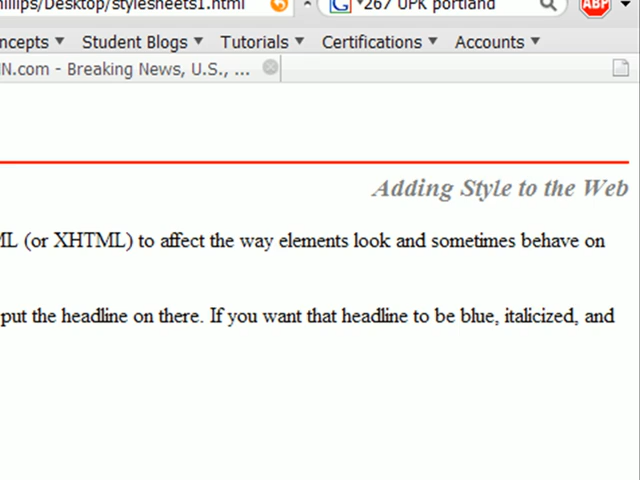 hillips/Desktop/stylesheets1.html
267 UPK portland
ABP
ncepts Student Blogs Tutorials Certifications Accounts
N.com - Breaking News, U.S., ...
Adding Style to the Web
ML (or XHTML) to affect the way elements look and sometimes behave on
put the headline on there. If you want that headline to be blue, italicized, and